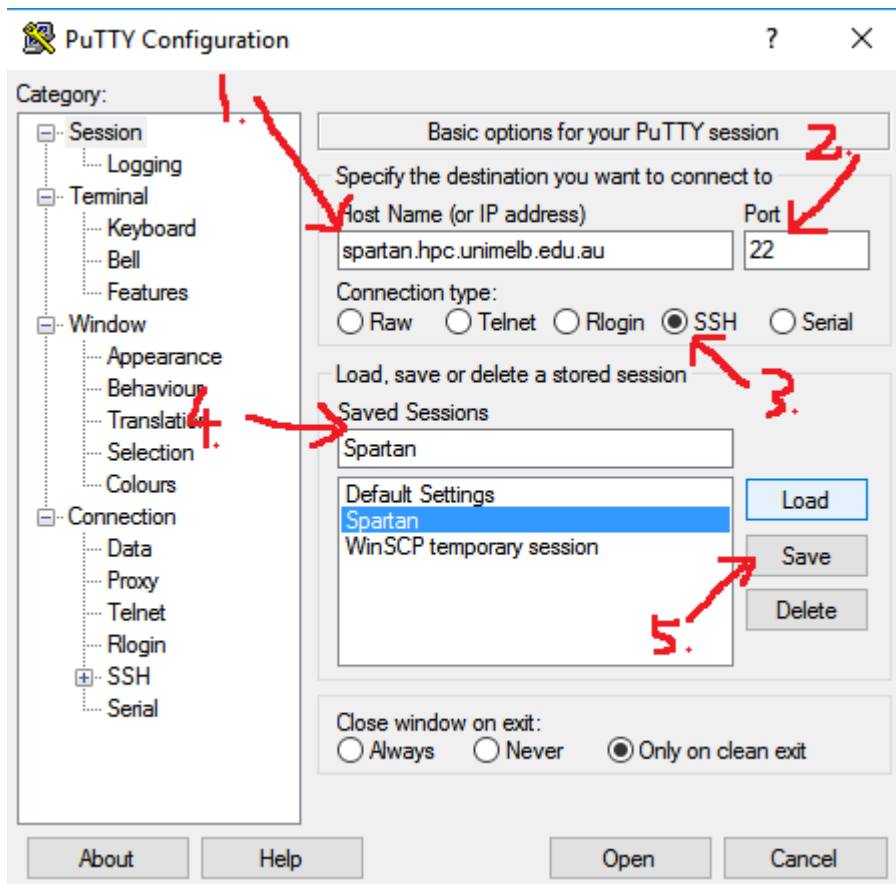 PuTTY Configuration ?
Category:
1.
Session
Logging
Terminal
Keyboard
Bell
Features
Window
Appearance
Behaviour
Translation
Selection
Colours
Connection
Data
Proxy
Telnet
Rlogin
SSH
Serial
Basic options for your PuTTY session
2.
Specify the destination you want to connect to
Host Name (or IP address) Port
spartan.hpc.unimelb.edu.au 22
Connection type:
Raw Telnet Rlogin SSH Serial
3.
Load, save or delete a stored session
4.
Saved Sessions
Spartan
Default Settings Load
Spartan
WinSCP temporary session Save
Delete
5.
Close window on exit:
Always Never Only on clean exit
About Help Open Cancel